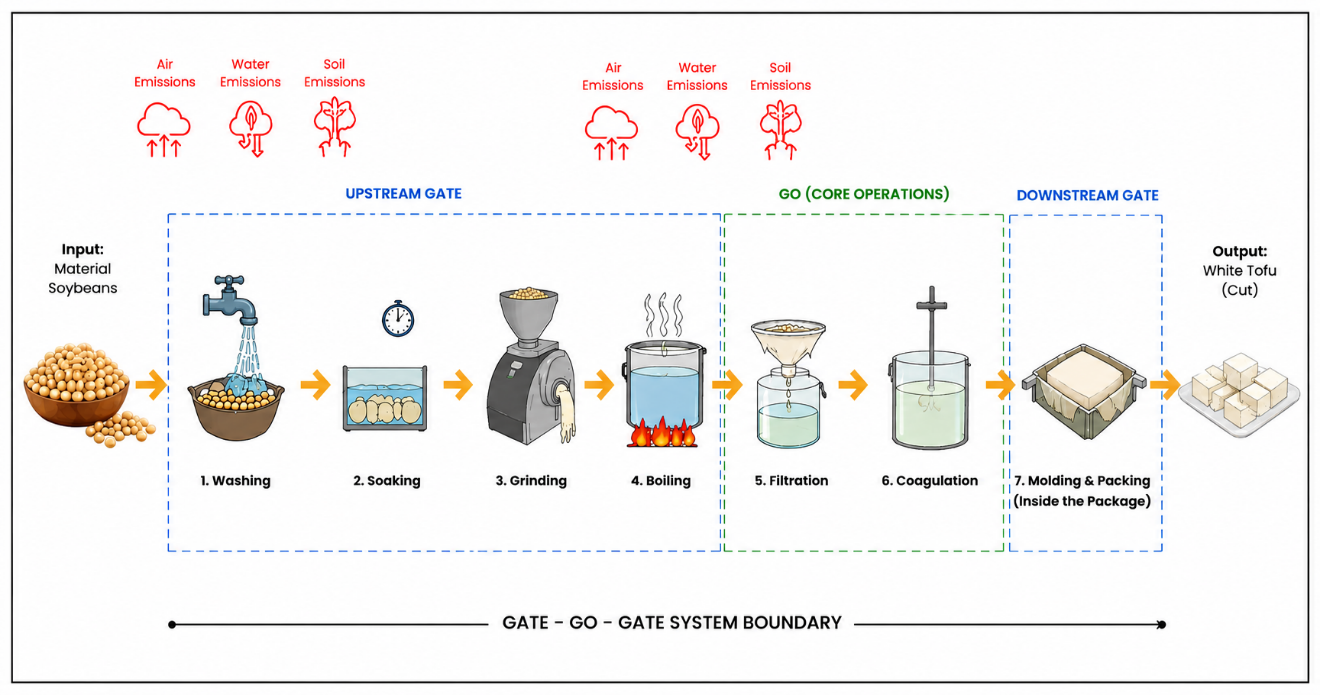 Air
Emissions
Water
Emissions
Soil
Emissions
Air
Emissions
Water
Emissions
Soil
Emissions
UPSTREAM GATE
GO (CORE OPERATIONS)
DOWNSTREAM GATE
Input:
Material
Soybeans
Output:
White Tofu
(Cut)
1. Washing
2. Soaking
3. Grinding
4. Boiling
5. Filtration
6. Coagulation
7. Molding & Packing
(Inside the Package)
GATE - GO - GATE SYSTEM BOUNDARY